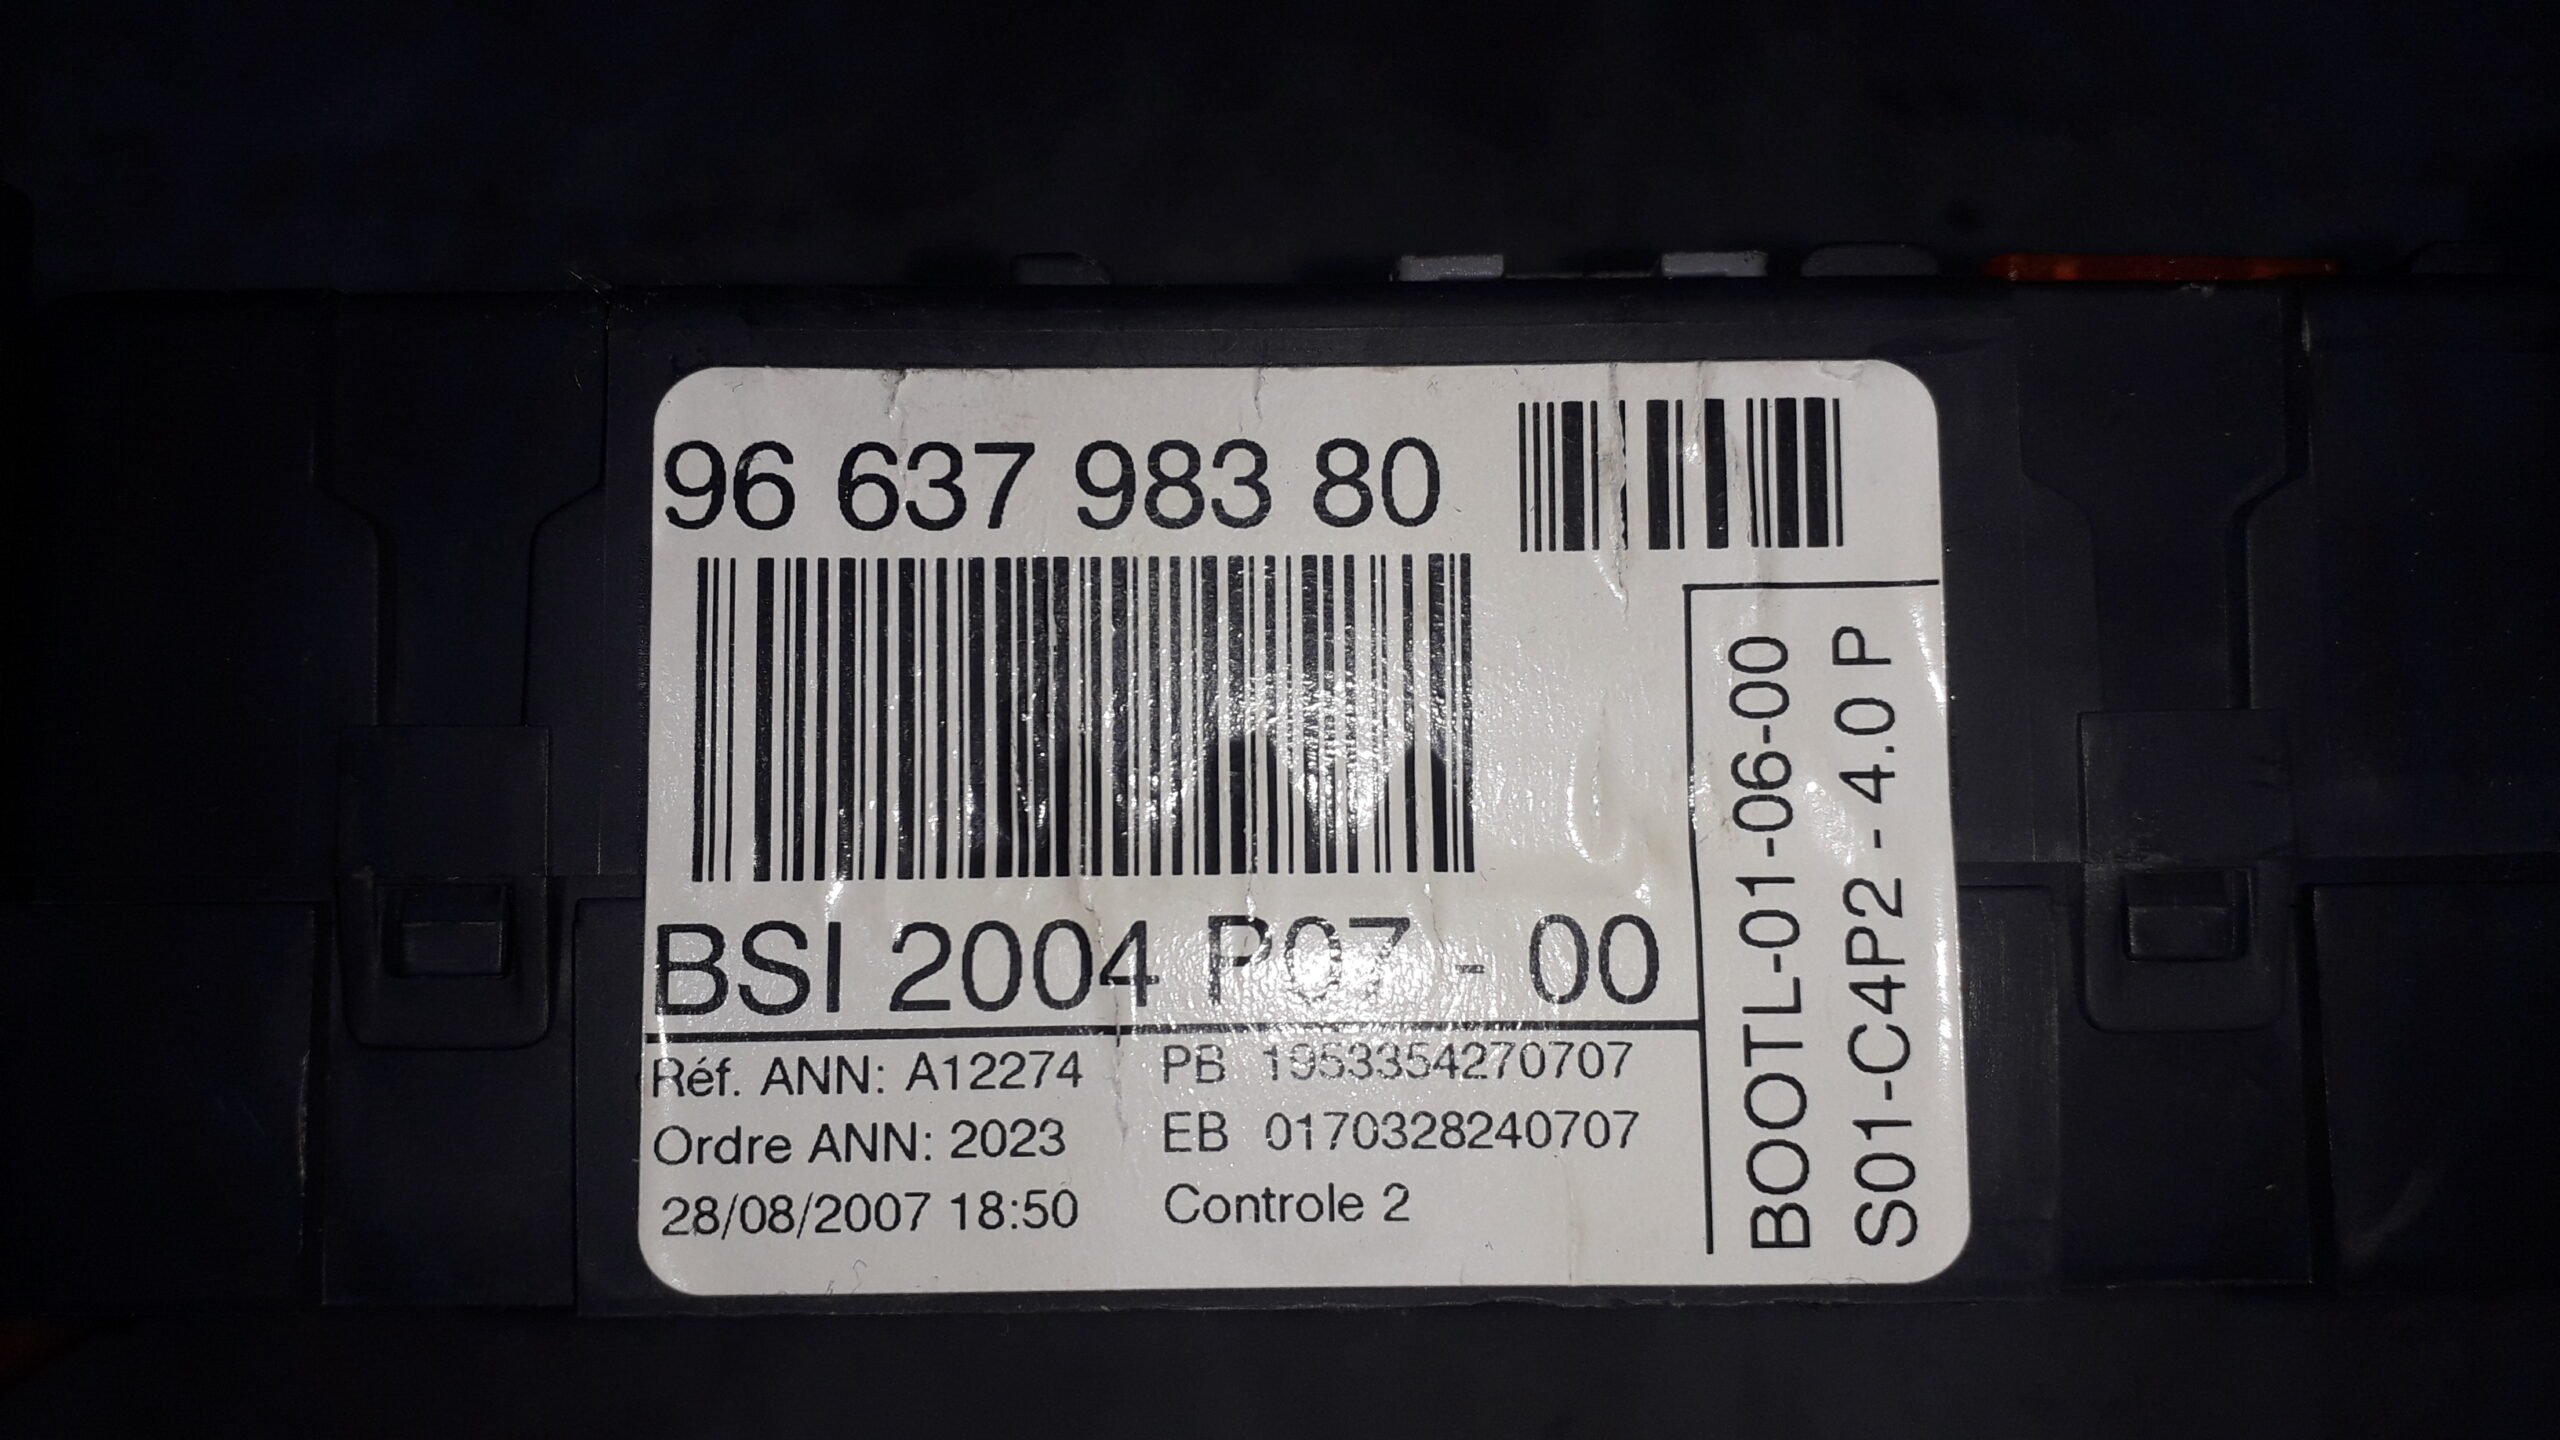 96 637 983 80
BSI 2004 P07 - 00
Réf. ANN: A12274
PB 1953354270707
Ordre ANN: 2023
EB 0170328240707
28/08/2007 18:50
Controle 2
BOOTL-01-06-00
S01-C4P2 - 4.0 P